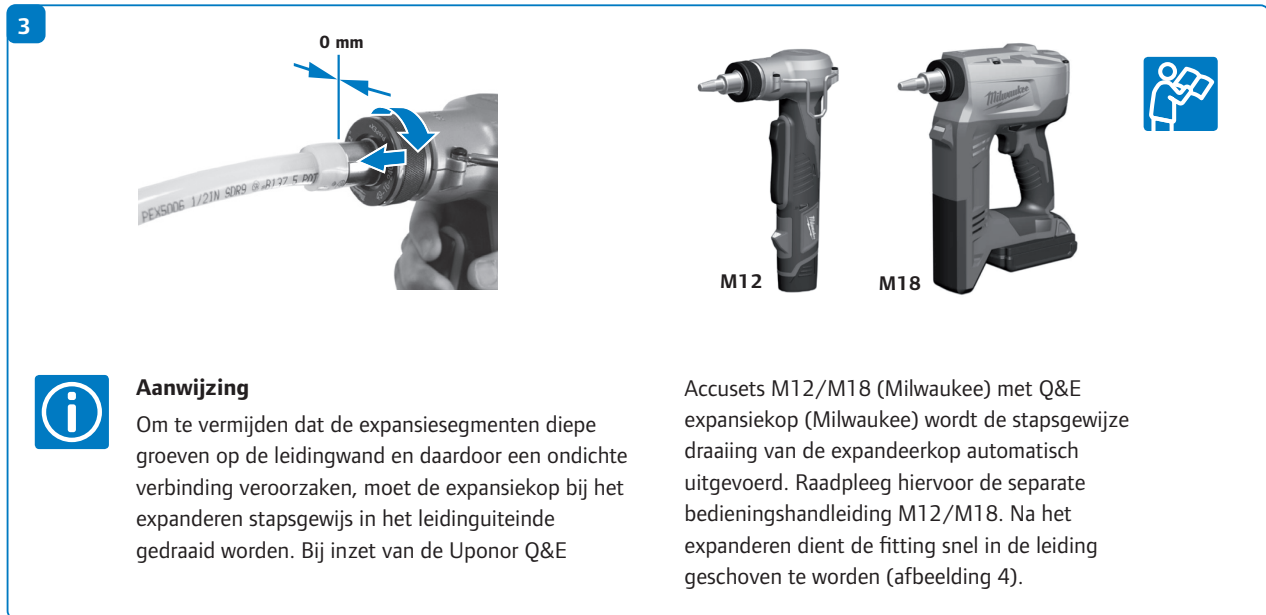 3
0 mm
PEX5006 1/2IN SDR9
Milwaukee
M12
M18
Aanwijzing
Om te vermijden dat de expansiesegmenten diepe
groeven op de leidingwand en daardoor een ondichte
verbinding veroorzaken, moet de expansiekop bij het
expanderen stapsgewijs in het leidinguiteinde
gedraaid worden. Bij inzet van de Uponor Q&E
Accusets M12/M18 (Milwaukee) met Q&E
expansiekop (Milwaukee) wordt de stapsgewijze
draaiing van de expandeerkop automatisch
uitgevoerd. Raadpleeg hiervoor de separate
bedieningshandleiding M12/M18. Na het
expanderen dient de fitting snel in de leiding
geschoven te worden (afbeelding 4).